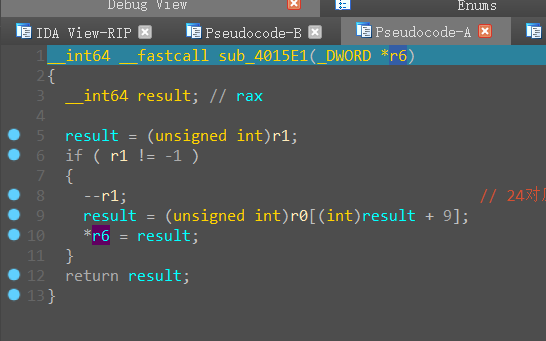 Debug View
Enums
IDA View-RIP
Pseudocode-B
Pseudocode-A
1 __int64 __fastcall sub_4015E1(_DWORD *r6)
2 {
3 __int64 result; // rax
4
5 result = (unsigned int)r1;
6 if ( r1 != -1 )
7 {
8 --r1; // 24对
9 result = (unsigned int)r0[(int)result + 9];
10 *r6 = result;
11 }
12 return result;
13 }